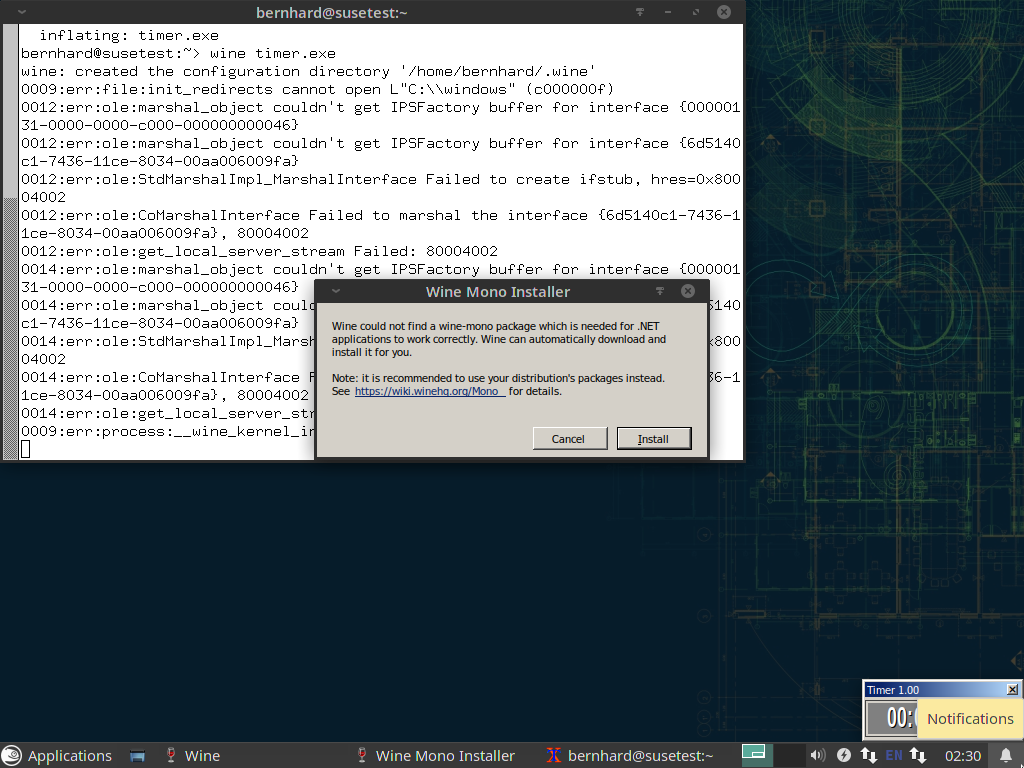 bernhard@susetest:~
inflating: timer.exe
bernhard@susetest:~> wine timer.exe
wine: created the configuration directory '/home/bernhard/.wine'
0009:err:file:init_redirects cannot open L"C:\\windows" (c000000f)
0012:err:ole:marshal_object couldn't get IPSFactory buffer for interface {000001
31-0000-0000-c000-000000000046}
0012:err:ole:marshal_object couldn't get IPSFactory buffer for interface {6d5140
c1-7436-11ce-8034-00aa006009fa}
0012:err:ole:StdMarshalImpl_MarshalInterface Failed to create ifstub, hres=0x800
04002
0012:err:ole:CoMarshalInterface Failed to marshal the interface {6d5140c1-7436-1
1ce-8034-00aa006009fa}, 80004002
0012:err:ole:get_local_server_stream Failed: 80004002
0014:err:ole:marshal_object couldn't get IPSFactory buffer for interface {000001
31-0000-0000-c000-000000000046}
0014:err:ole:marshal_object could
5140
c1-7436-11ce-8034-00aa006009fa}
0014:err:ole:StdMarshalImpl_Marsh
x800
04002
0014:err:ole:CoMarshalInterface F
36-1
1ce-8034-00aa006009fa}, 80004002
0014:err:ole:get_local_server_str
0009:err:process:__wine_kernel_in
Wine Mono Installer
Wine could not find a wine-mono package which is needed for .NET
applications to work correctly. Wine can automatically download and
install it for you.
Note: it is recommended to use your distribution's packages instead.
See https://wiki.winehq.org/Mono for details.
Cancel
Install
Timer 1.00
00:
Notifications
Applications
Wine
Wine Mono Installer
bernhard@susetest:~
EN
02:30